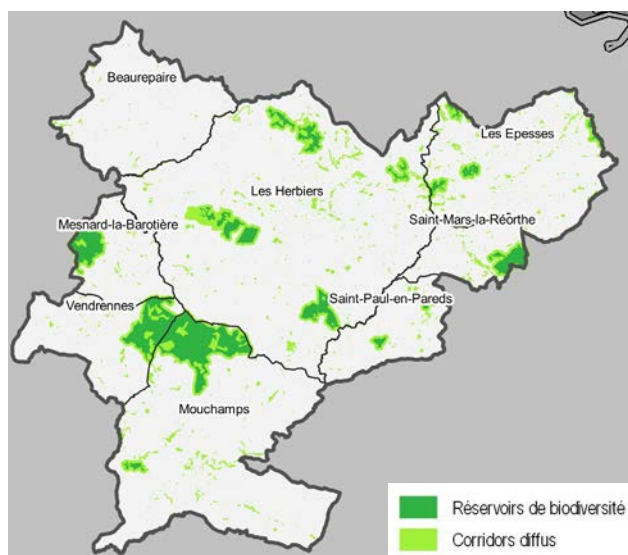 Beaurepaire
Les Epesses
Les Herbiers
Mesnard-la-Barotière
Saint-Mars-la-Réorthe
Vendrennes
Saint-Paul-en-Pareds
Mouchamps
Réservoirs de biodiversité
Corridors diffus